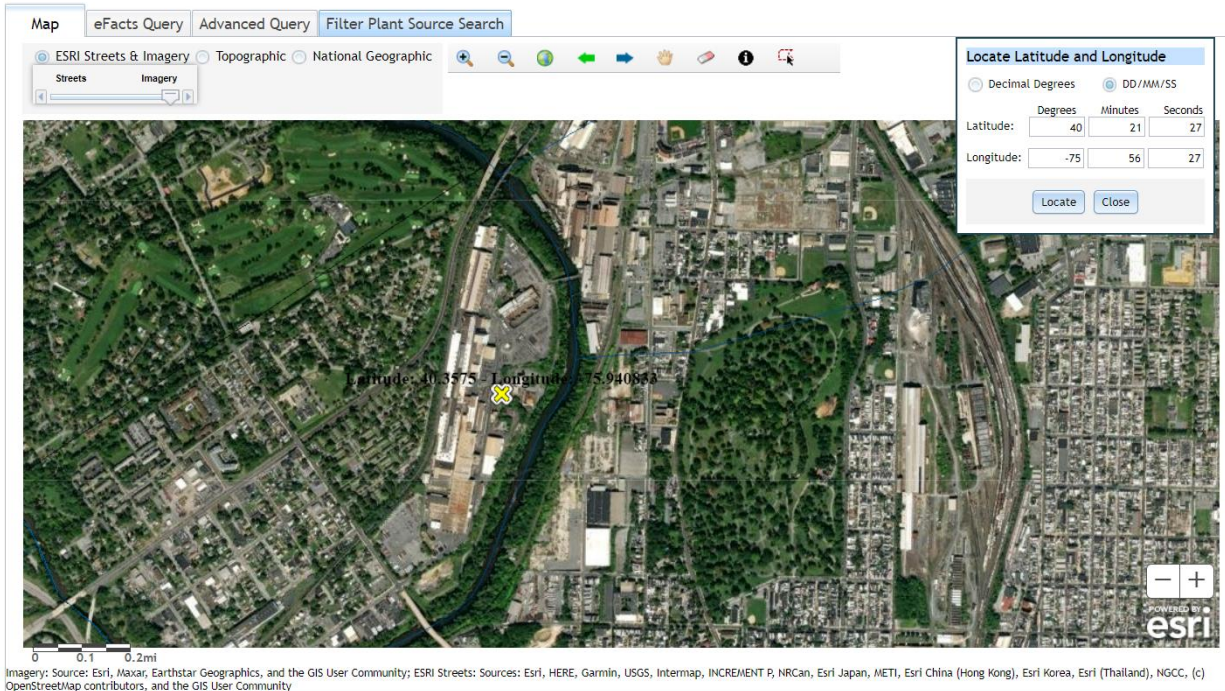 Map eFacts Query Advanced Query Filter Plant Source Search
ESRI Streets & Imagery Topographic National Geographic
Streets Imagery
Locate Latitude and Longitude
Decimal Degrees DD/MM/SS
Degrees Minutes Seconds
Latitude: 40 21 27
Longitude: -75 56 27
Locate Close
Latitude: 40.3575 - Longitude: -75.940833
POWERED BY
esri
0 0.1 0.2mi
Imagery: Source: Esri, Maxar, Earthstar Geographics, and the GIS User Community; ESRI Streets: Sources: Esri, HERE, Garmin, USGS, Intermap, INCREMENT P, NRCan, Esri Japan, METI, Esri China (Hong Kong), Esri Korea, Esri (Thailand), NGCC, (c)
OpenStreetMap contributors, and the GIS User Community